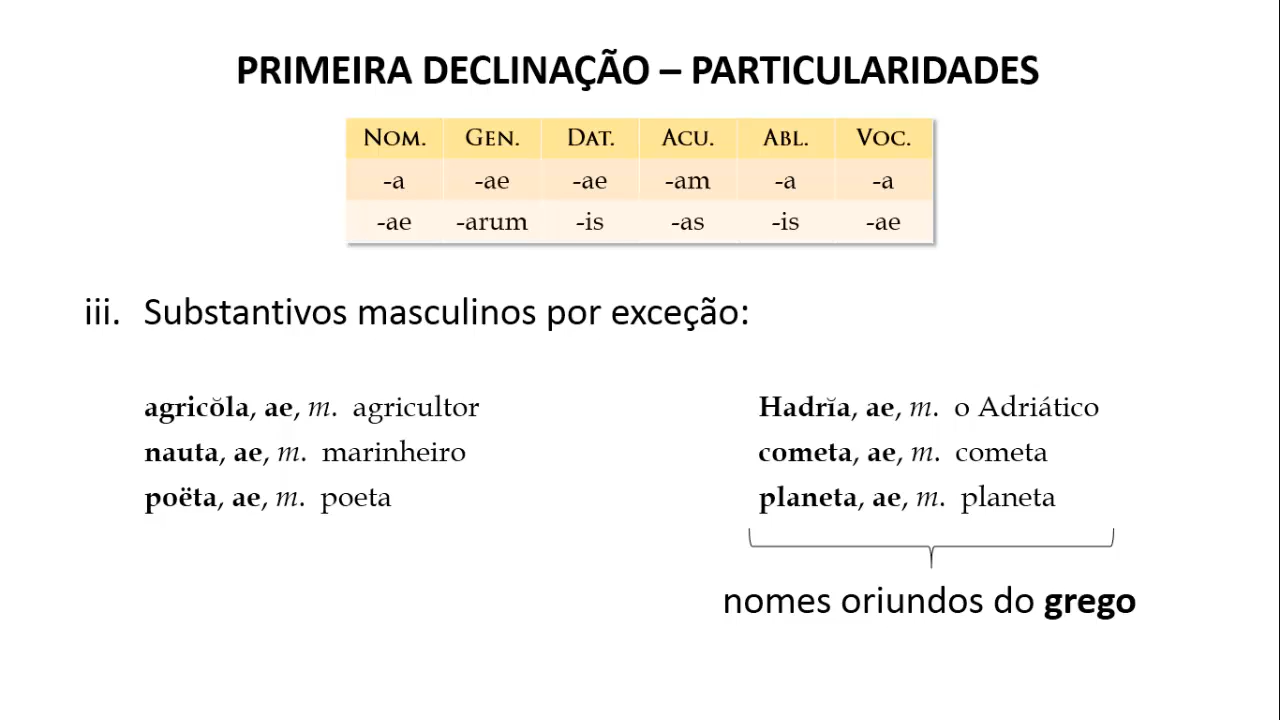 PRIMEIRA DECLINAÇÃO – PARTICULARIDADES
NOM. GEN. DAT. ACU. ABL. VOC.
-a -ae -ae -am -a -a
-ae -arum -is -as -is -ae
iii. Substantivos masculinos por exceção:
agricŏla, ae, m. agricultor
nauta, ae, m. marinheiro
poëta, ae, m. poeta
Hadrĭa, ae, m. o Adriático
cometa, ae, m. cometa
planeta, ae, m. planeta
nomes oriundos do grego